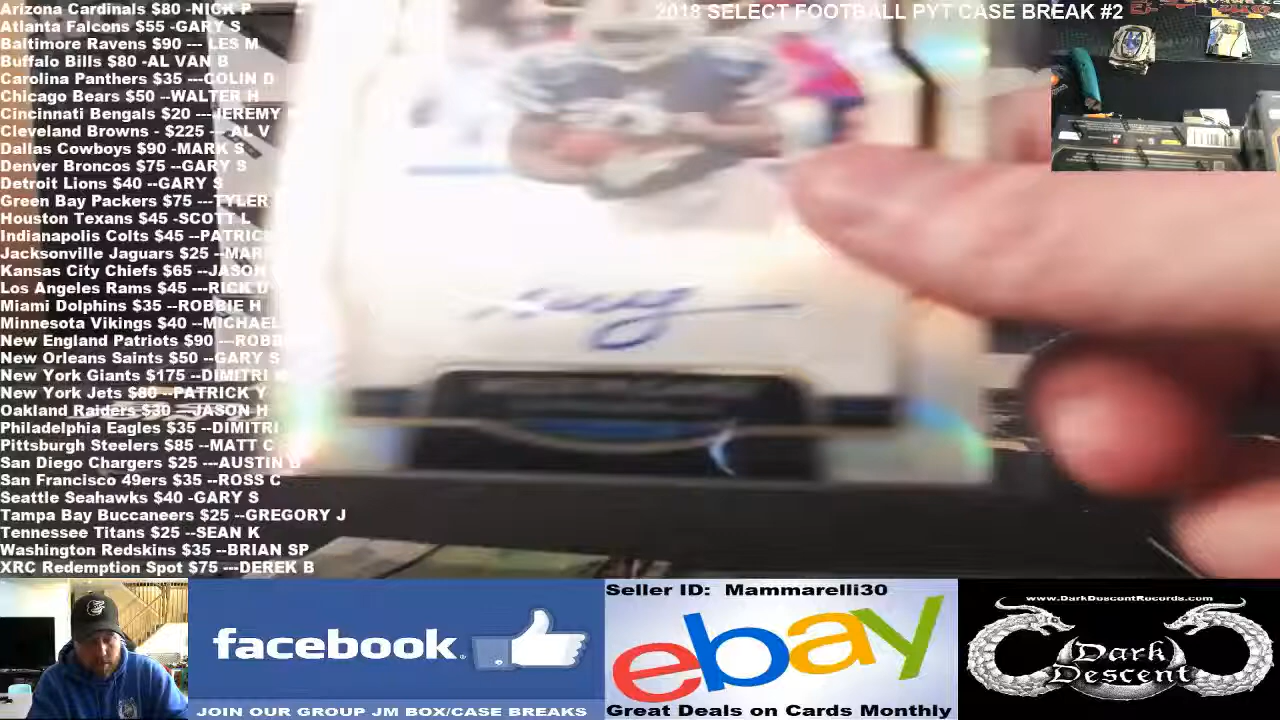 2018 SELECT FOOTBALL PYT CASE BREAK #2
Arizona Cardinals $80 -NICK P
Atlanta Falcons $55 -GARY S
Baltimore Ravens $90 --- LES M
Buffalo Bills $80 -AL VAN B
Carolina Panthers $35 ---COLIN D
Chicago Bears $50 --WALTER H
Cincinnati Bengals $20 ---JEREMY
Cleveland Browns - $225 --- AL V
Dallas Cowboys $90 -MARK S
Denver Broncos $75 --GARY S
Detroit Lions $40 --GARY S
Green Bay Packers $75 ---TYLER
Houston Texans $45 -SCOTT L
Indianapolis Colts $45 --PATRICK
Jacksonville Jaguars $25 --MARK
Kansas City Chiefs $65 --JASON
Los Angeles Rams $45 ---RICK D
Miami Dolphins $35 --ROBBIE H
Minnesota Vikings $40 --MICHAEL
New England Patriots $90 ---ROBB
New Orleans Saints $50 --GARY S
New York Giants $175 --DIMITRI
New York Jets $80 --PATRICK Y
Oakland Raiders $30 ---JASON H
Philadelphia Eagles $35 --DIMITRI
Pittsburgh Steelers $85 --MATT C
San Diego Chargers $25 ---AUSTIN
San Francisco 49ers $35 --ROSS C
Seattle Seahawks $40 -GARY S
Tampa Bay Buccaneers $25 --GREGORY J
Tennessee Titans $25 --SEAN K
Washington Redskins $35 --BRIAN SP
XRC Redemption Spot $75 ---DEREK B
facebook
JOIN OUR GROUP JM BOX/CASE BREAKS
Seller ID: Mammarelli30
ebay
Great Deals on Cards Monthly
www.DarkDescentRecords.com
Dark
Descent